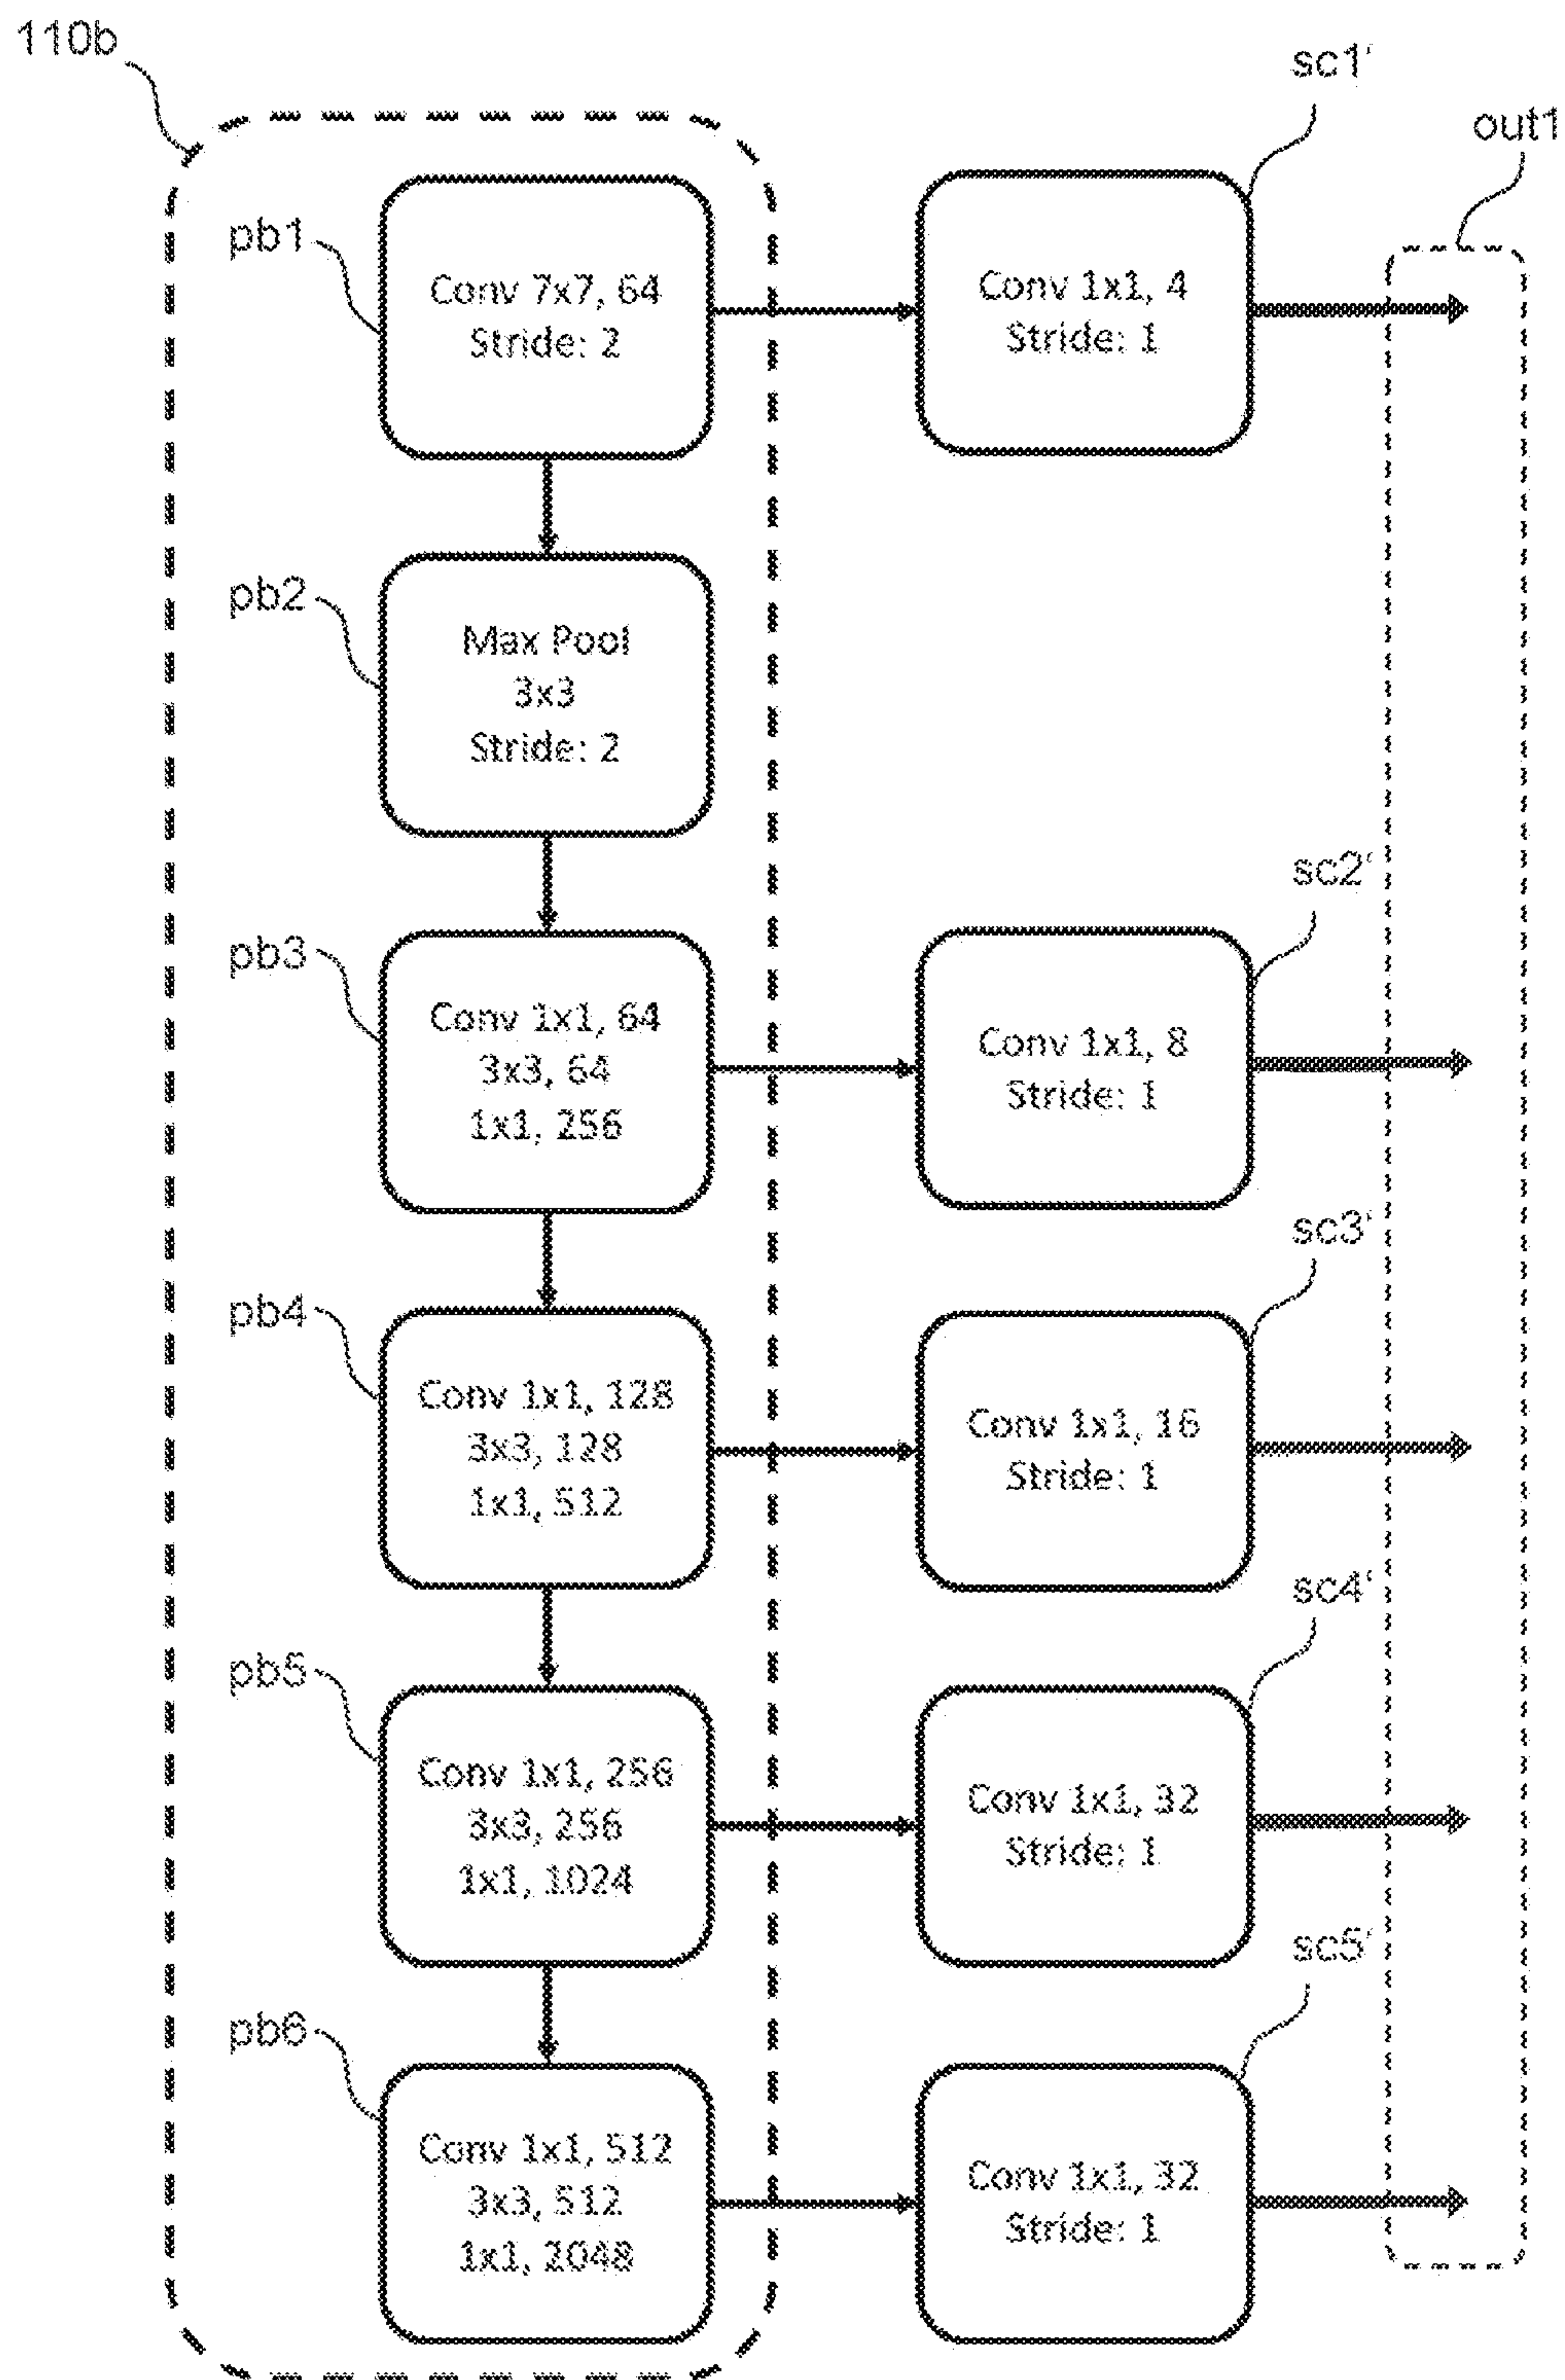 110b
sc1'
out1
pb1
Conv 7x7, 64
Stride: 2
Conv 1x1, 4
Stride: 1
pb2
Max Pool
3x3
Stride: 2
sc2'
pb3
Conv 1x1, 64
3x3, 64
1x1, 256
Conv 1x1, 8
Stride: 1
sc3'
pb4
Conv 1x1, 128
3x3, 128
1x1, 512
Conv 1x1, 16
Stride: 1
sc4'
pb5
Conv 1x1, 256
3x3, 256
1x1, 1024
Conv 1x1, 32
Stride: 1
sc5'
pb6
Conv 1x1, 512
3x3, 512
1x1, 2048
Conv 1x1, 32
Stride: 1